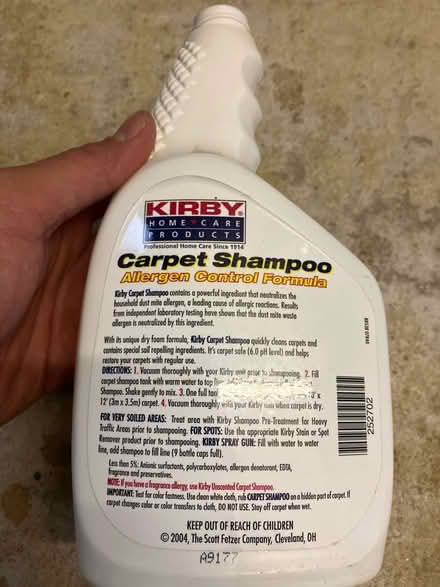 KIRBY®
HOME CARE
PRODUCTS
Professional Home Care Since 1914
Carpet Shampoo
Allergen Control Formula
Kirby Carpet Shampoo contains a powerful ingredient that neutralizes the
household dust mite allergen, a leading cause of allergic reactions. Results
from independent laboratory testing have shown that the dust mite waste
allergen is neutralized by this ingredient.
With its unique dry foam formula, Kirby Carpet Shampoo quickly cleans carpets and
contains special soil repelling ingredients. It's carpet safe (6.0 pH level) and helps
restore your carpets with regular use.
DIRECTIONS: 1. Vacuum thoroughly with your Kirby unit prior to shampooing. 2. Fill
carpet shampoo tank with warm water to top line,
Shampoo. Shake gently to mix. 3. One full tank x
12' (3m x 3.5m) carpet. 4. Vacuum thoroughly with your Kirby unit when carpet is dry.
FOR VERY SOILED AREAS: Treat area with Kirby Shampoo Pre-Treatment for Heavy
Traffic Areas prior to shampooing. FOR SPOTS: Use the appropriate Kirby Stain or Spot
Remover product prior to shampooing. KIRBY SPRAY GUN: Fill with water to water
line, add shampoo to fill line (9 bottle caps full).
Less than 5%: Anionic surfactants, polycarboxylates, allergen denaturant, EDTA,
fragrance and preservatives.
NOTE: If you have a fragrance allergy, use Kirby Unscented Carpet Shampoo.
IMPORTANT: Test for color fastness. Use clean white cloth, rub CARPET SHAMPOO on a hidden part of carpet. If
carpet changes color or color transfers to cloth, DO NOT USE. Stay off carpet when wet.
KEEP OUT OF REACH OF CHILDREN
© 2004, The Scott Fetzer Company, Cleveland, OH
252702
A9177